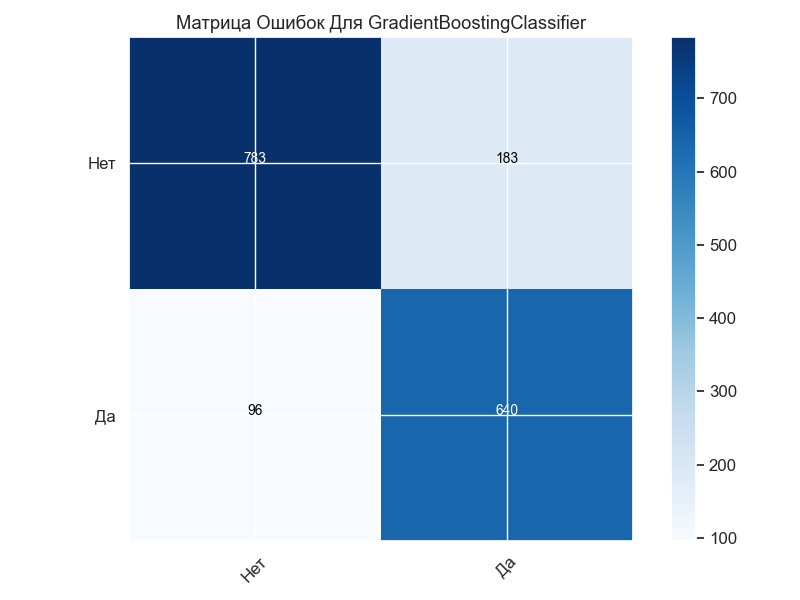 Матрица Ошибок Для GradientBoostingClassifier
Нет
783
183
Да
96
640
Нет
Да
700
600
500
400
300
200
100